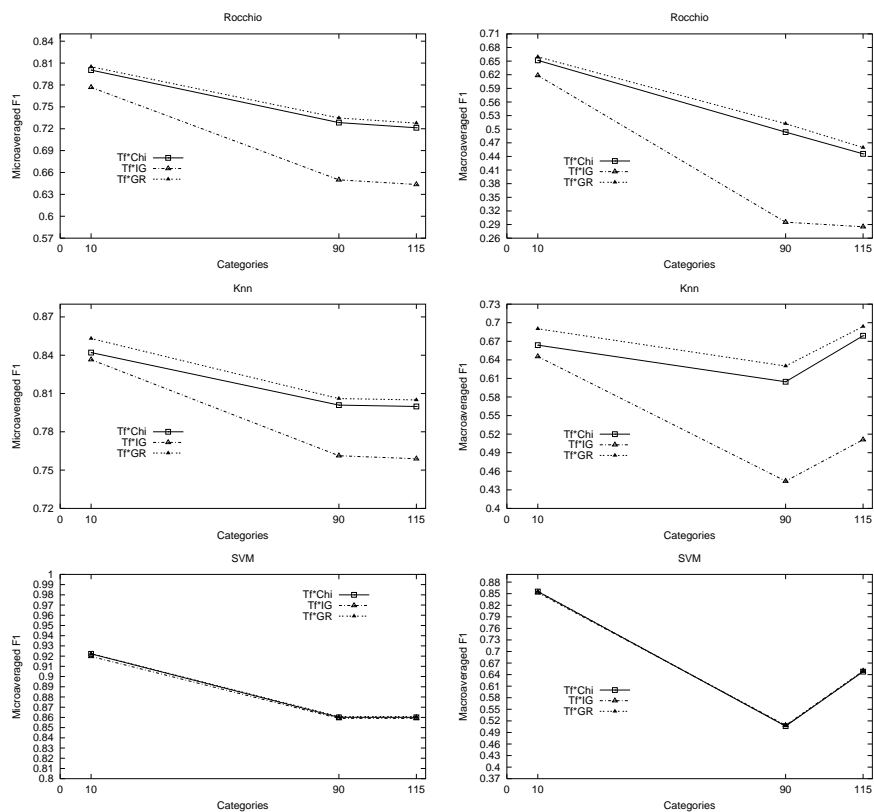 Rocchio
Microaveraged F1
0.84
0.81
0.78
0.75
0.72
0.69
0.66
0.63
0.6
0.57
Tf*Chi
Tf*IG
Tf*GR
0 10 90 115
Categories
Rocchio
Macroaveraged F1
0.71
0.68
0.65
0.62
0.59
0.56
0.53
0.5
0.47
0.44
0.41
0.38
0.35
0.32
0.29
0.26
Tf*Chi
Tf*IG
Tf*GR
0 10 90 115
Categories
Knn
Microaveraged F1
0.87
0.84
0.81
0.78
0.75
0.72
Tf*Chi
Tf*IG
Tf*GR
0 10 90 115
Categories
Knn
Macroaveraged F1
0.73
0.7
0.67
0.64
0.61
0.58
0.55
0.52
0.49
0.46
0.43
0.4
Tf*Chi
Tf*IG
Tf*GR
0 10 90 115
Categories
SVM
Microaveraged F1
1
0.99
0.98
0.97
0.96
0.95
0.94
0.93
0.92
0.91
0.9
0.89
0.88
0.87
0.86
0.85
0.84
0.83
0.82
0.81
0.8
Tf*Chi
Tf*IG
Tf*GR
0 10 90 115
Categories
SVM
Macroaveraged F1
0.88
0.85
0.82
0.79
0.76
0.73
0.7
0.67
0.64
0.61
0.58
0.55
0.52
0.49
0.46
0.43
0.4
0.37
Tf*Chi
Tf*IG
Tf*GR
0 10 90 115
Categories